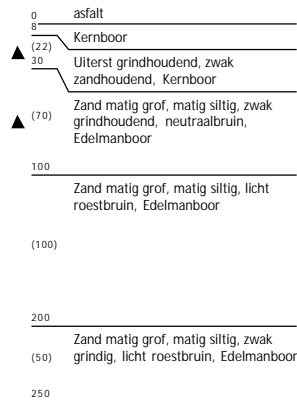 0 asfalt
8
Kernboor
(22)
30 Uiterst grindhoudend, zwak
zandhoudend, Kernboor
Zand matig grof, matig siltig, zwak
(70) grindhoudend, neutraalbruin,
Edelmanboor
100
Zand matig grof, matig siltig, licht
roestbruin, Edelmanboor
(100)
200
Zand matig grof, matig siltig, zwak
(50) grindig, licht roestbruin, Edelmanboor
250